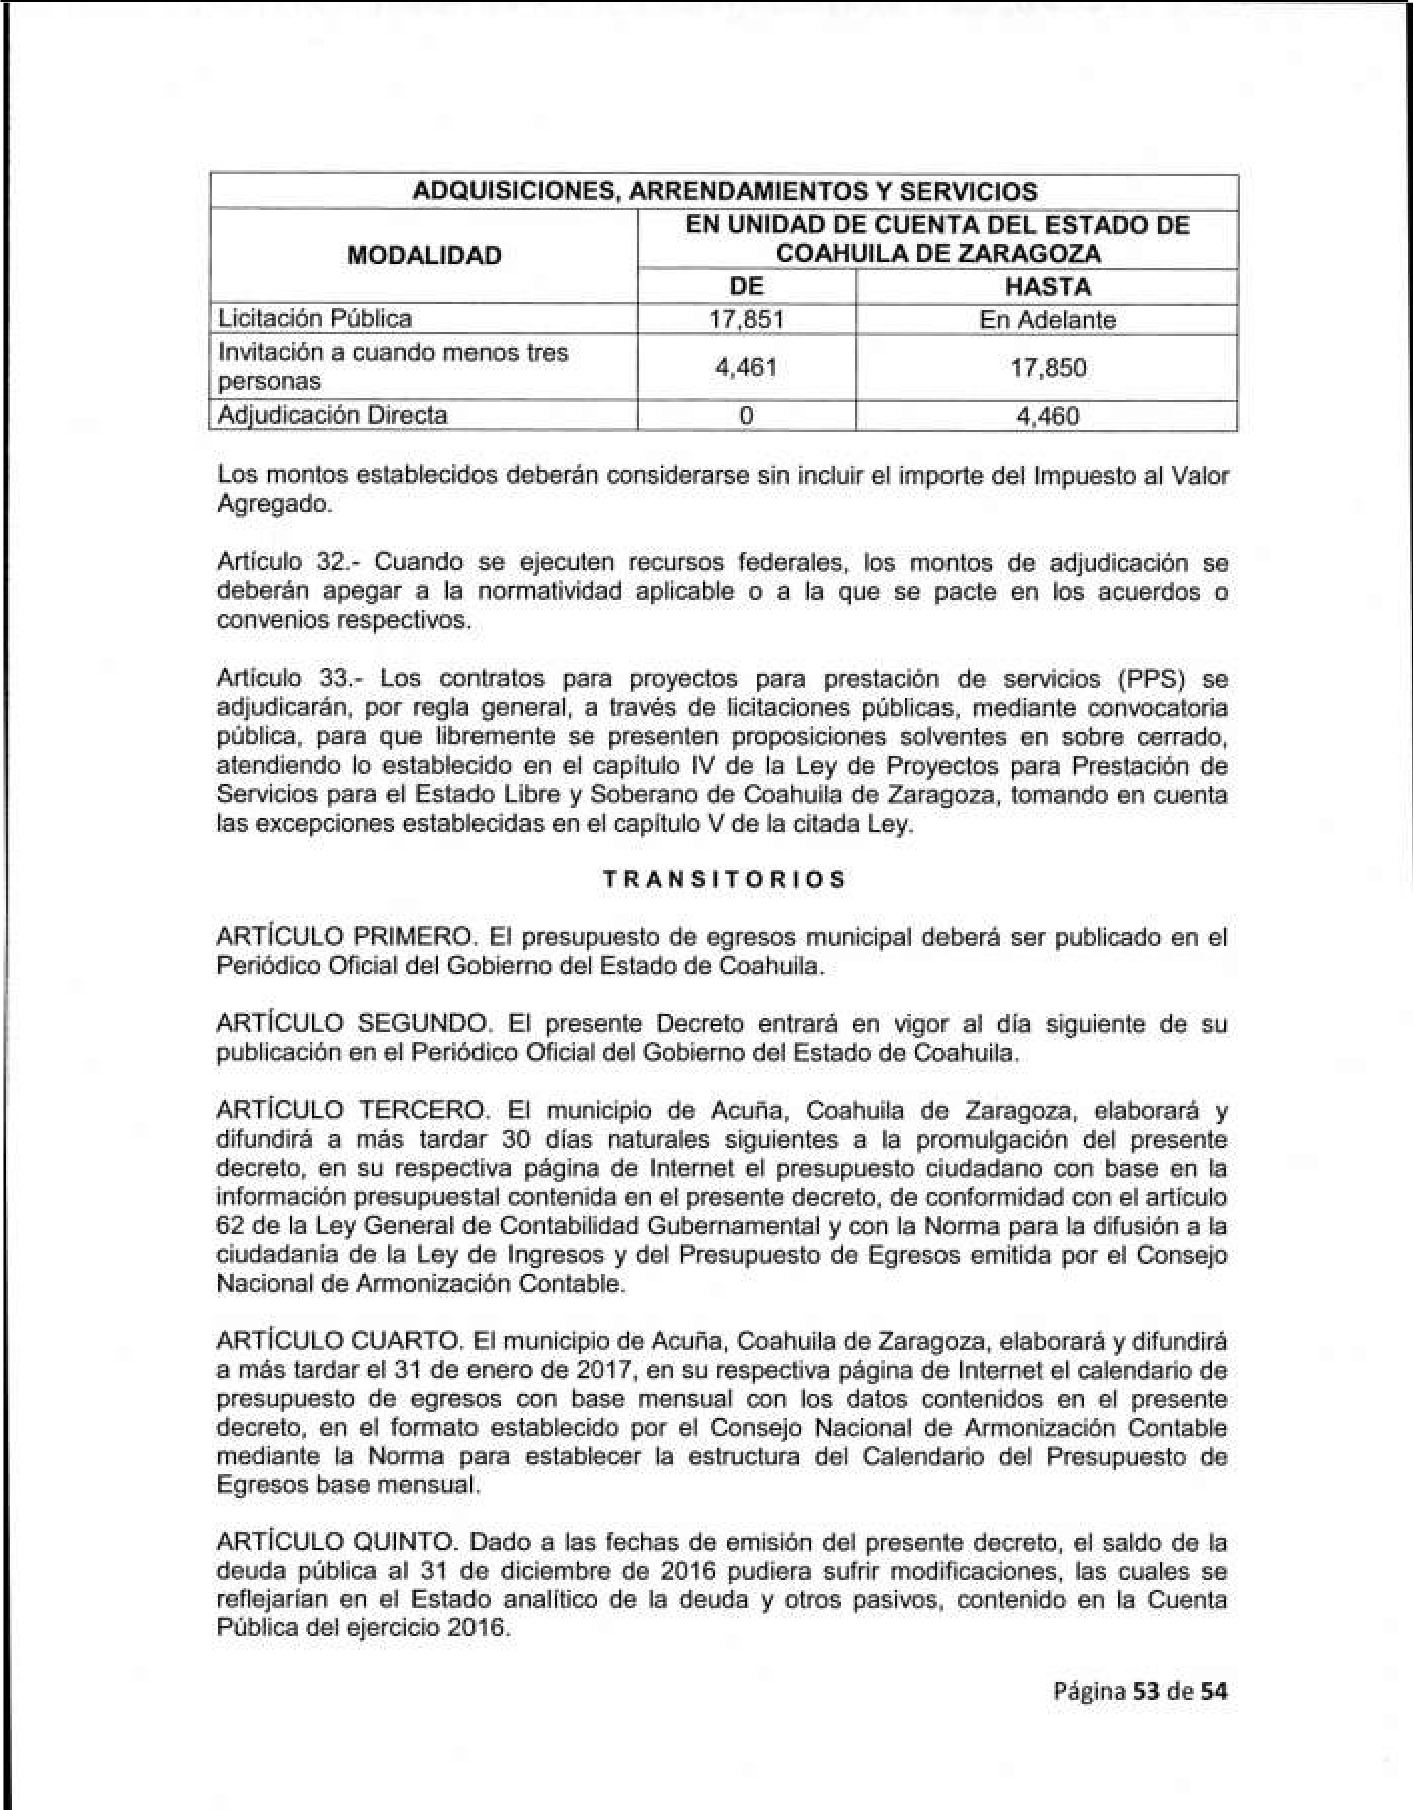 ADQUISICIONES, ARRENDAMIENTOS Y SERVICIOS
MODALIDAD
EN UNIDAD DE CUENTA DEL ESTADO DE
COAHUILA DE ZARAGOZA
DE HASTA
Licitación Pública 17,851 En Adelante
Invitación a cuando menos tres
personas 4,461 17,850
Adjudicación Directa 0 4,460
Los montos establecidos deberán considerarse sin incluir el importe del Impuesto al Valor
Agregado.
Artículo 32.- Cuando se ejecuten recursos federales, los montos de adjudicación se
deberán apegar a la normatividad aplicable o a la que se pacte en los acuerdos o
convenios respectivos.
Artículo 33.- Los contratos para proyectos para prestación de servicios (PPS) se
adjudicarán, por regla general, a través de licitaciones públicas, mediante convocatoria
pública, para que libremente se presenten proposiciones solventes en sobre cerrado,
atendiendo lo establecido en el capítulo IV de la Ley de Proyectos para Prestación de
Servicios para el Estado Libre y Soberano de Coahuila de Zaragoza, tomando en cuenta
las excepciones establecidas en el capítulo V de la citada Ley.
TRANSITORIOS
ARTÍCULO PRIMERO. El presupuesto de egresos municipal deberá ser publicado en el
Periódico Oficial del Gobierno del Estado de Coahuila.
ARTÍCULO SEGUNDO. El presente Decreto entrará en vigor al día siguiente de su
publicación en el Periódico Oficial del Gobierno del Estado de Coahuila.
ARTÍCULO TERCERO. El municipio de Acuña, Coahuila de Zaragoza, elaborará y
difundirá a más tardar 30 días naturales siguientes a la promulgación del presente
decreto, en su respectiva página de Internet el presupuesto ciudadano con base en la
información presupuestal contenida en el presente decreto, de conformidad con el artículo
62 de la Ley General de Contabilidad Gubernamental y con la Norma para la difusión a la
ciudadanía de la Ley de Ingresos y del Presupuesto de Egresos emitida por el Consejo
Nacional de Armonización Contable.
ARTÍCULO CUARTO. El municipio de Acuña, Coahuila de Zaragoza, elaborará y difundirá
a más tardar el 31 de enero de 2017, en su respectiva página de Internet el calendario de
presupuesto de egresos con base mensual con los datos contenidos en el presente
decreto, en el formato establecido por el Consejo Nacional de Armonización Contable
mediante la Norma para establecer la estructura del Calendario del Presupuesto de
Egresos base mensual.
ARTÍCULO QUINTO. Dado a las fechas de emisión del presente decreto, el saldo de la
deuda pública al 31 de diciembre de 2016 pudiera sufrir modificaciones, las cuales se
reflejarían en el Estado analítico de la deuda y otros pasivos, contenido en la Cuenta
Pública del ejercicio 2016.
Página 53 de 54